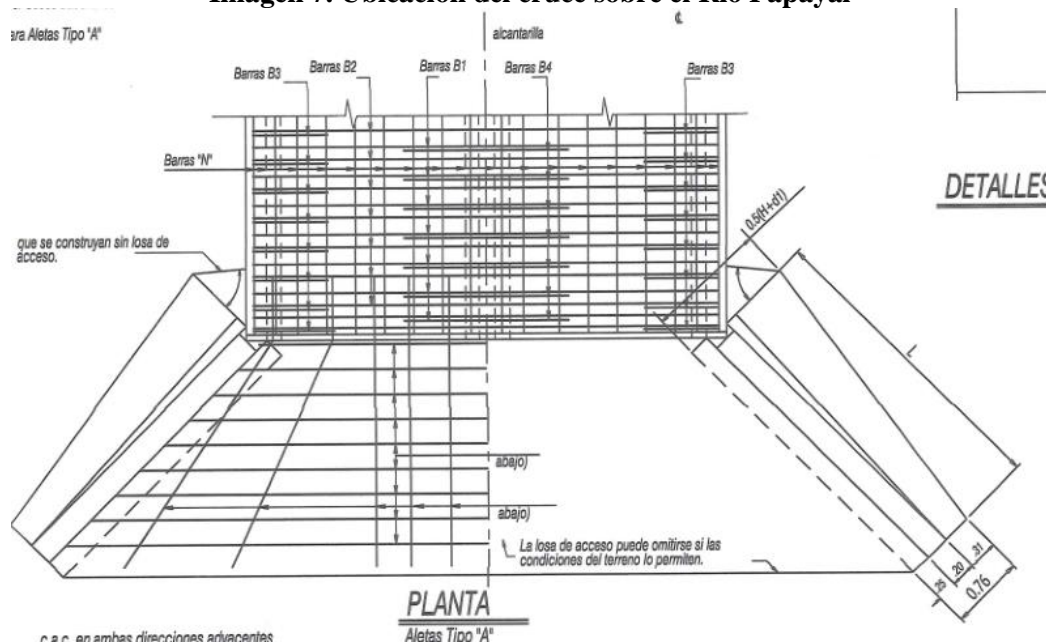 Imagen 7. Ubicación del cruce sobre el Río Papayal
ara Aletas Tipo "A"
alcantarilla
℄
Barras B3
Barras B2
Barras B1
Barras B4
Barras B3
Barras "N"
DETALLES
0.5(H+d1)
que se construyan sin losa de
acceso.
L
abajo)
abajo)
La losa de acceso puede omitirse si las
condiciones del terreno lo permiten.
.25
.20
.31
0.76
PLANTA
Aletas Tipo "A"
c.a.c. en ambas direcciones adyacentes